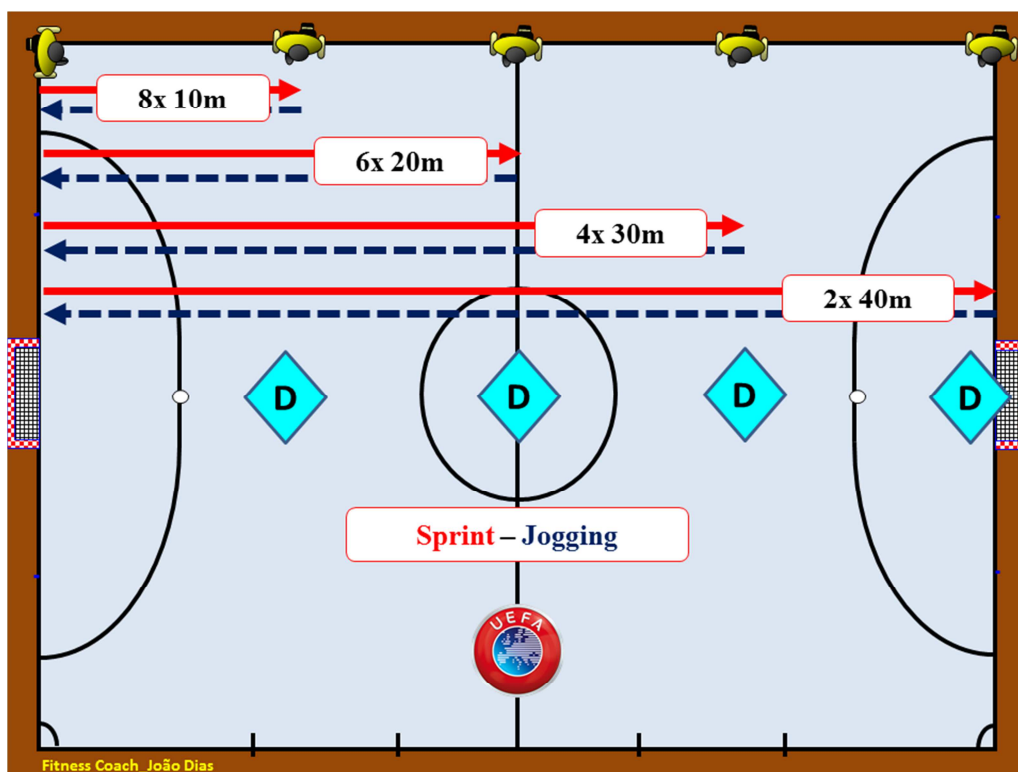 8x 10m
6x 20m
4x 30m
2x 40m
D D D D
Sprint – Jogging
UEFA
Fitness Coach João Dias